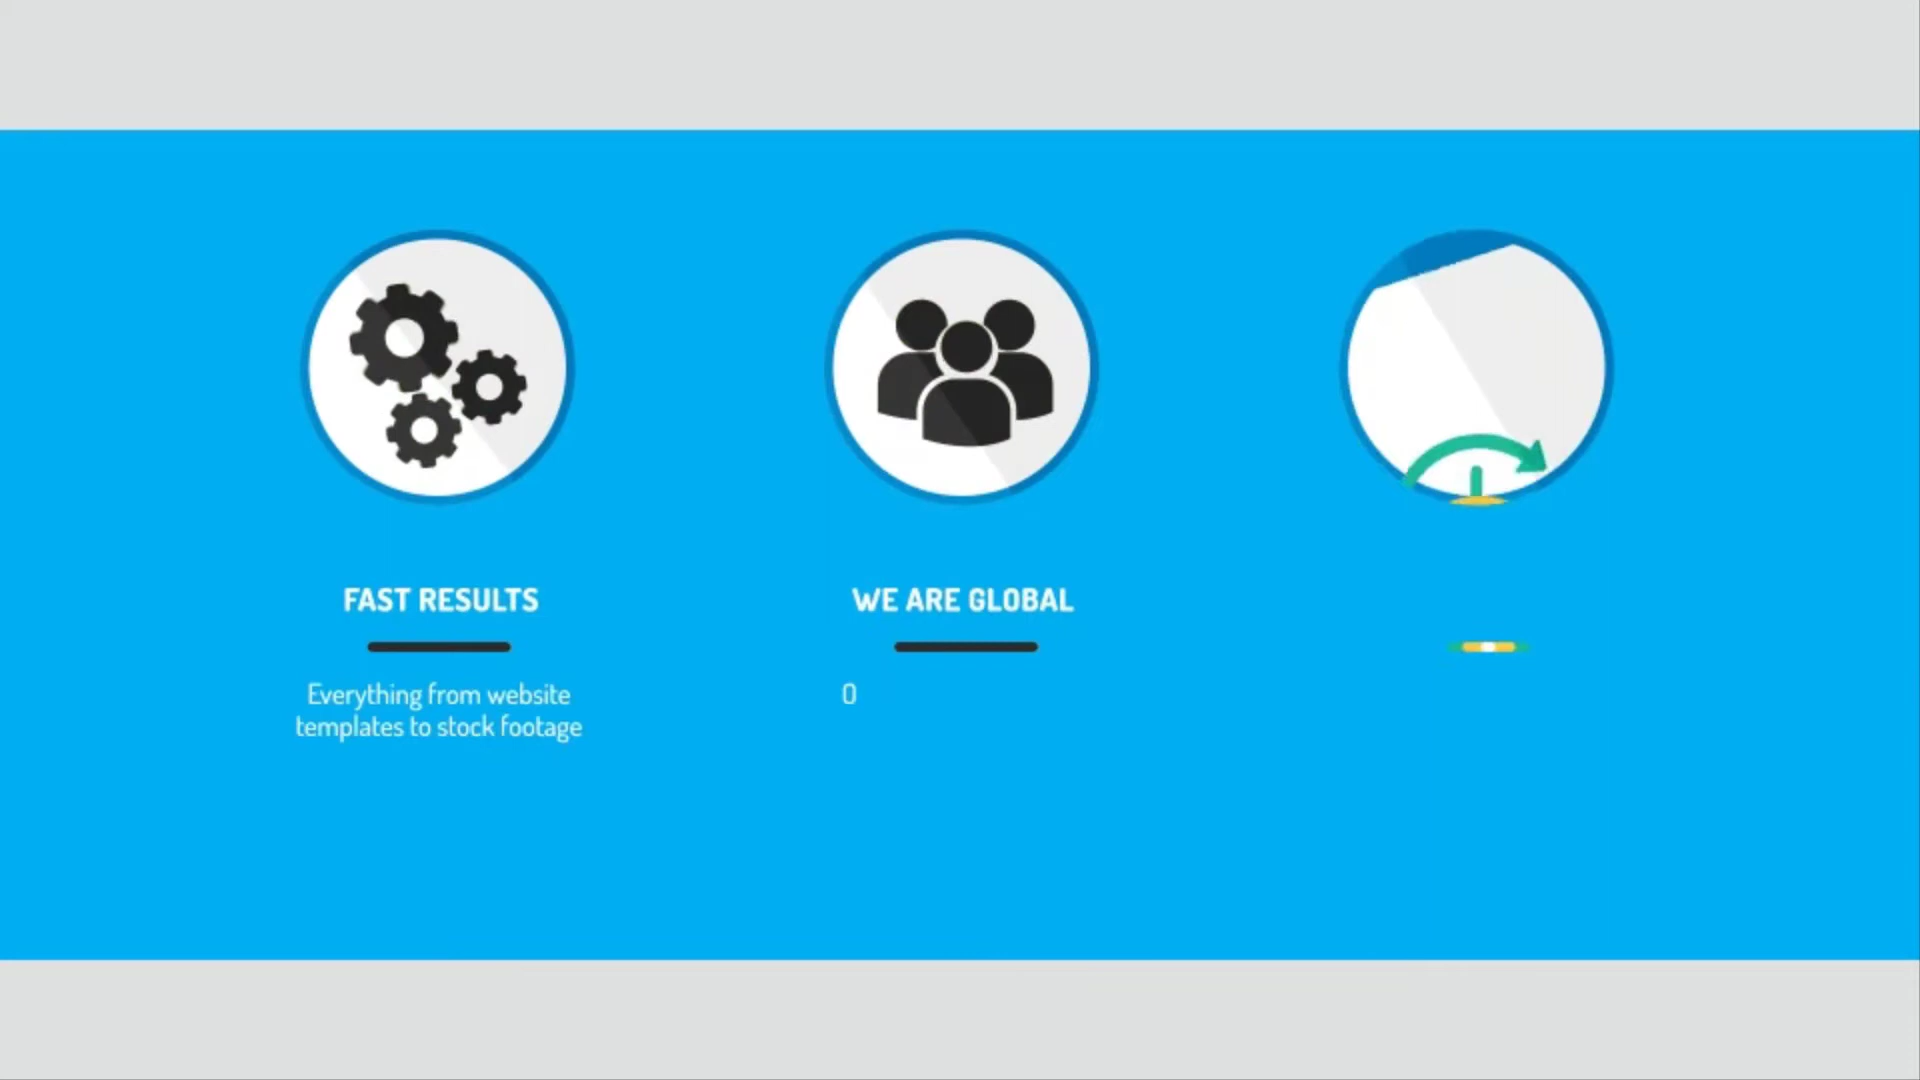 FAST RESULTS
Everything from website
templates to stock footage
WE ARE GLOBAL
0